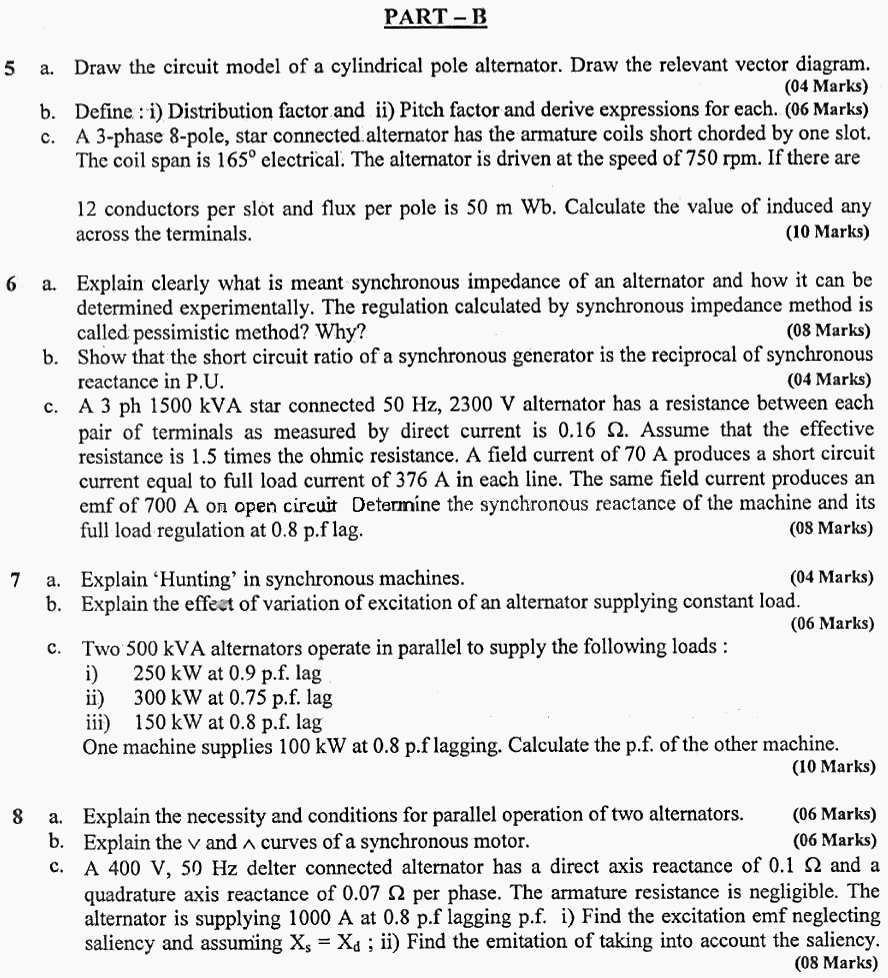 PART – B
5 a. Draw the circuit model of a cylindrical pole alternator. Draw the relevant vector diagram.
(04 Marks)
b. Define : i) Distribution factor and ii) Pitch factor and derive expressions for each. (06 Marks)
c. A 3-phase 8-pole, star connected alternator has the armature coils short chorded by one slot.
The coil span is 165° electrical. The alternator is driven at the speed of 750 rpm. If there are
12 conductors per slot and flux per pole is 50 m Wb. Calculate the value of induced any
across the terminals. (10 Marks)
6 a. Explain clearly what is meant synchronous impedance of an alternator and how it can be
determined experimentally. The regulation calculated by synchronous impedance method is
called pessimistic method? Why? (08 Marks)
b. Show that the short circuit ratio of a synchronous generator is the reciprocal of synchronous
reactance in P.U. (04 Marks)
c. A 3 ph 1500 kVA star connected 50 Hz, 2300 V alternator has a resistance between each
pair of terminals as measured by direct current is 0.16 Ω. Assume that the effective
resistance is 1.5 times the ohmic resistance. A field current of 70 A produces a short circuit
current equal to full load current of 376 A in each line. The same field current produces an
emf of 700 A on open circuit Determine the synchronous reactance of the machine and its
full load regulation at 0.8 p.f lag. (08 Marks)
7 a. Explain ‘Hunting’ in synchronous machines. (04 Marks)
b. Explain the effect of variation of excitation of an alternator supplying constant load.
(06 Marks)
c. Two 500 kVA alternators operate in parallel to supply the following loads :
i) 250 kW at 0.9 p.f. lag
ii) 300 kW at 0.75 p.f. lag
iii) 150 kW at 0.8 p.f. lag
One machine supplies 100 kW at 0.8 p.f lagging. Calculate the p.f. of the other machine.
(10 Marks)
8 a. Explain the necessity and conditions for parallel operation of two alternators. (06 Marks)
b. Explain the ∨ and ∧ curves of a synchronous motor. (06 Marks)
c. A 400 V, 50 Hz delter connected alternator has a direct axis reactance of 0.1 Ω and a
quadrature axis reactance of 0.07 Ω per phase. The armature resistance is negligible. The
alternator is supplying 1000 A at 0.8 p.f lagging p.f. i) Find the excitation emf neglecting
saliency and assuming Xₛ = X_d ; ii) Find the emitation of taking into account the saliency.
(08 Marks)